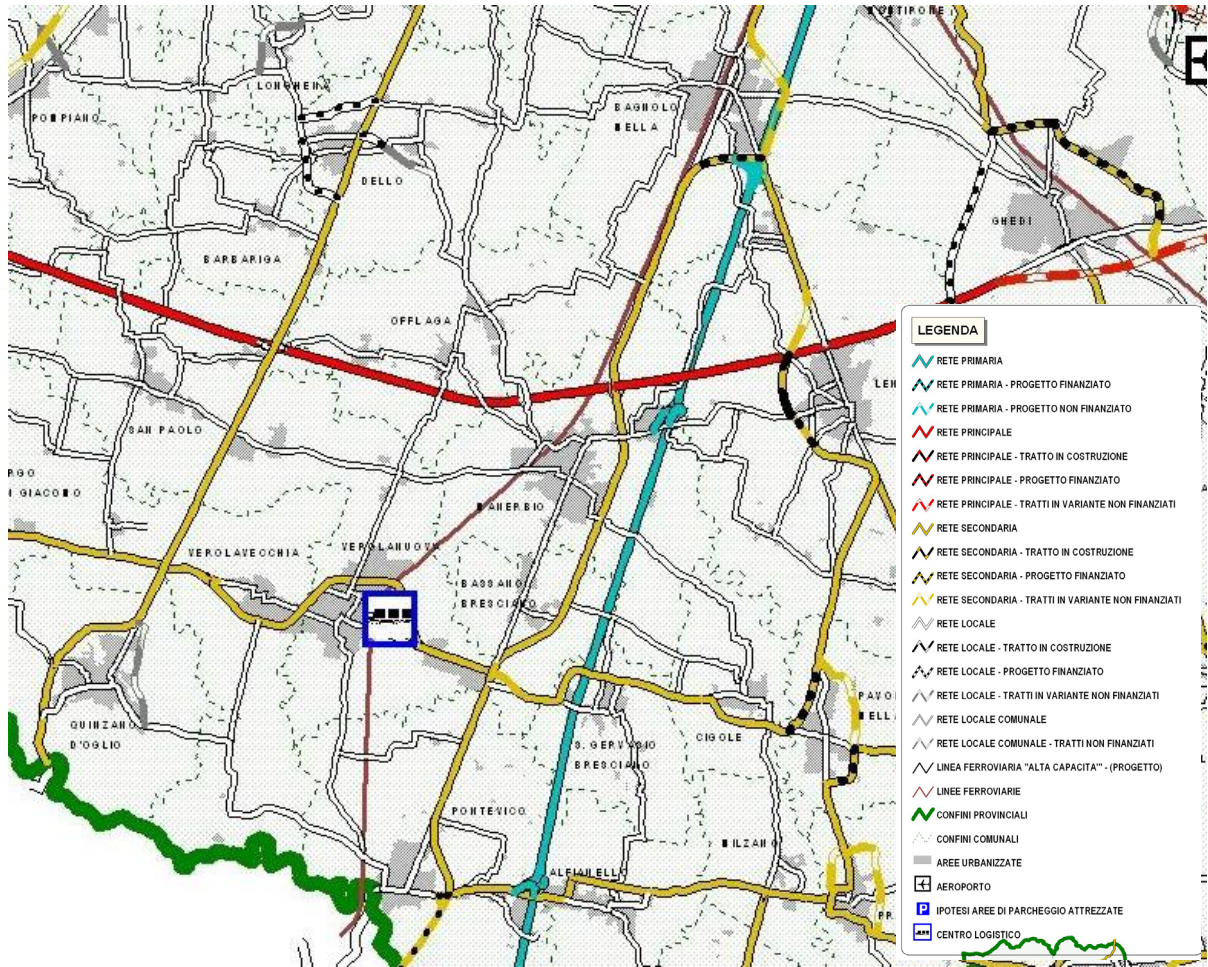 LONGHENA
POMPIANO
BAGNOLO
MELLA
DELLO
GHEDI
BARBARIGA
OFFLAGA
LEN
SAN PAOLO
RGO
I GIACOMO
MANERBIO
VEROLAVECCHIA
VEROLANUOVA
BASSANO
BRESCIANO
PAVO
MELLA
QUINZANO
D'OGLIO
S. GERVASIO
BRESCIANO
CIGOLE
PONTEVICO
MILZANO
ALFIANELLO
PR
LEGENDA
RETE PRIMARIA
RETE PRIMARIA - PROGETTO FINANZIATO
RETE PRIMARIA - PROGETTO NON FINANZIATO
RETE PRINCIPALE
RETE PRINCIPALE - TRATTO IN COSTRUZIONE
RETE PRINCIPALE - PROGETTO FINANZIATO
RETE PRINCIPALE - TRATTI IN VARIANTE NON FINANZIATI
RETE SECONDARIA
RETE SECONDARIA - TRATTO IN COSTRUZIONE
RETE SECONDARIA - PROGETTO FINANZIATO
RETE SECONDARIA - TRATTI IN VARIANTE NON FINANZIATI
RETE LOCALE
RETE LOCALE - TRATTO IN COSTRUZIONE
RETE LOCALE - PROGETTO FINANZIATO
RETE LOCALE - TRATTI IN VARIANTE NON FINANZIATI
RETE LOCALE COMUNALE
RETE LOCALE COMUNALE - TRATTI NON FINANZIATI
LINEA FERROVIARIA "ALTA CAPACITA'" - (PROGETTO)
LINEE FERROVIARIE
CONFINI PROVINCIALI
CONFINI COMUNALI
AREE URBANIZZATE
AEROPORTO
P IPOTESI AREE DI PARCHEGGIO ATTREZZATE
CENTRO LOGISTICO